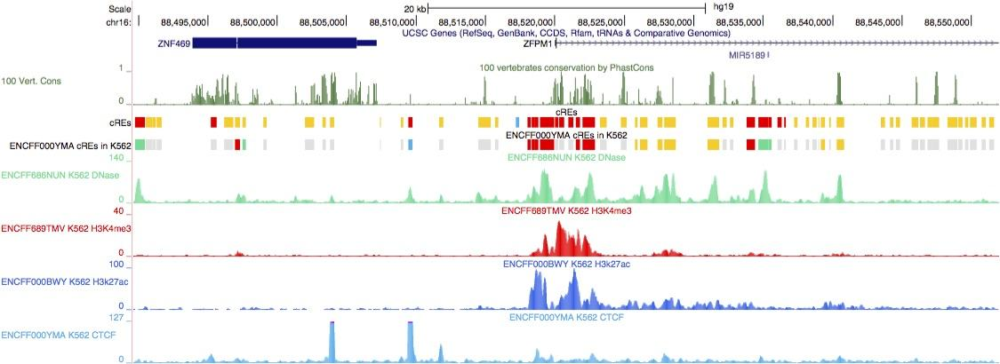 Scale 20 kb hg19
chr16: 88,495,000 88,500,000 88,505,000 88,510,000 88,515,000 88,520,000 88,525,000 88,530,000 88,535,000 88,540,000 88,545,000 88,550,000
UCSC Genes (RefSeq, GenBank, CCDS, Rfam, tRNAs & Comparative Genomics)
ZNF469 ZFPM1
MIR5189
100 vertebrates conservation by PhastCons
1
100 Vert. Cons
0
cREs
cREs
ENCFF000YMA cREs in K562
ENCFF000YMA cREs in K562
ENCFF686NUN K562 DNase
140
ENCFF686NUN K562 DNase
0
ENCFF689TMV K562 H3K4me3
40
ENCFF689TMV K562 H3K4me3
0
ENCFF000BWY K562 H3k27ac
100
ENCFF000BWY K562 H3k27ac
0
ENCFF000YMA K562 CTCF
127
ENCFF000YMA K562 CTCF
0